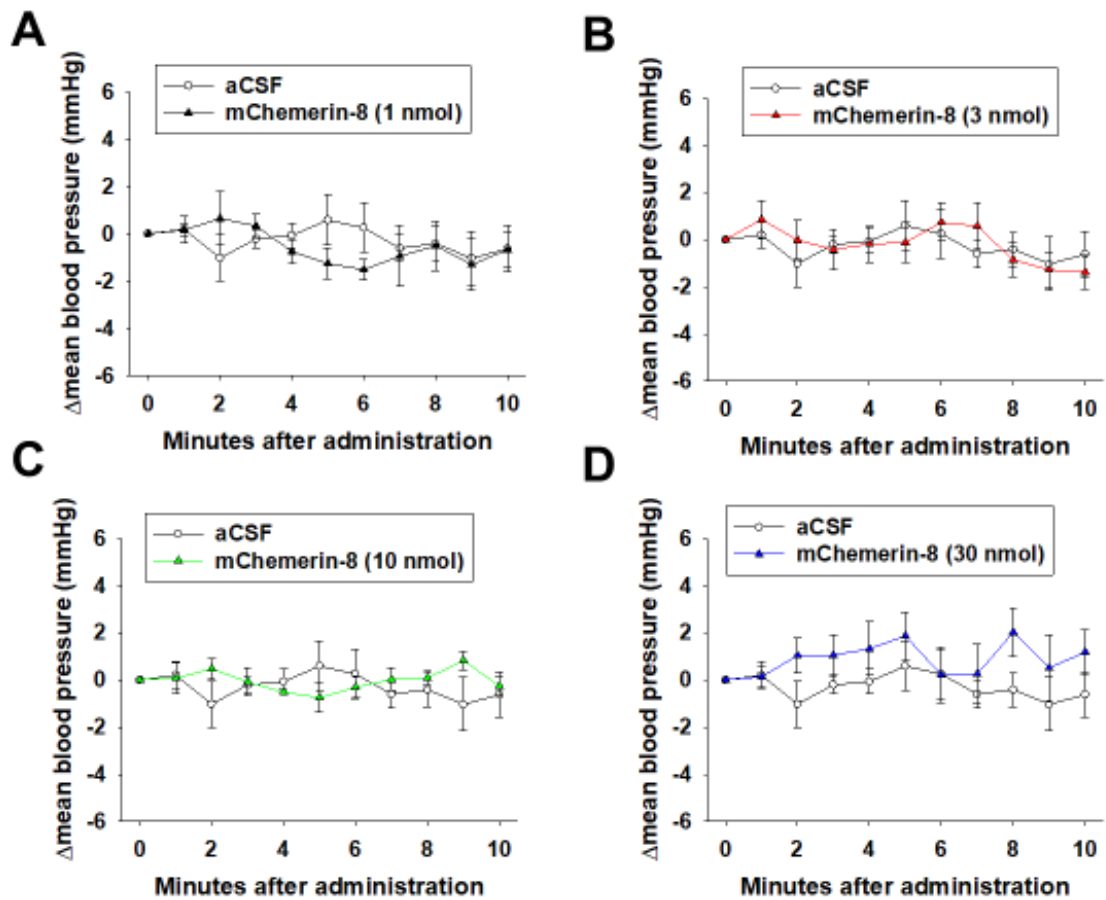 A
Δmean blood pressure (mmHg)
aCSF
mChemerin-8 (1 nmol)
6
4
2
0
-2
-4
-6
0 2 4 6 8 10
Minutes after administration
B
Δmean blood pressure (mmHg)
aCSF
mChemerin-8 (3 nmol)
6
4
2
0
-2
-4
-6
0 2 4 6 8 10
Minutes after administration
C
Δmean blood pressure (mmHg)
aCSF
mChemerin-8 (10 nmol)
6
4
2
0
-2
-4
-6
0 2 4 6 8 10
Minutes after administration
D
Δmean blood pressure (mmHg)
aCSF
mChemerin-8 (30 nmol)
6
4
2
0
-2
-4
-6
0 2 4 6 8 10
Minutes after administration